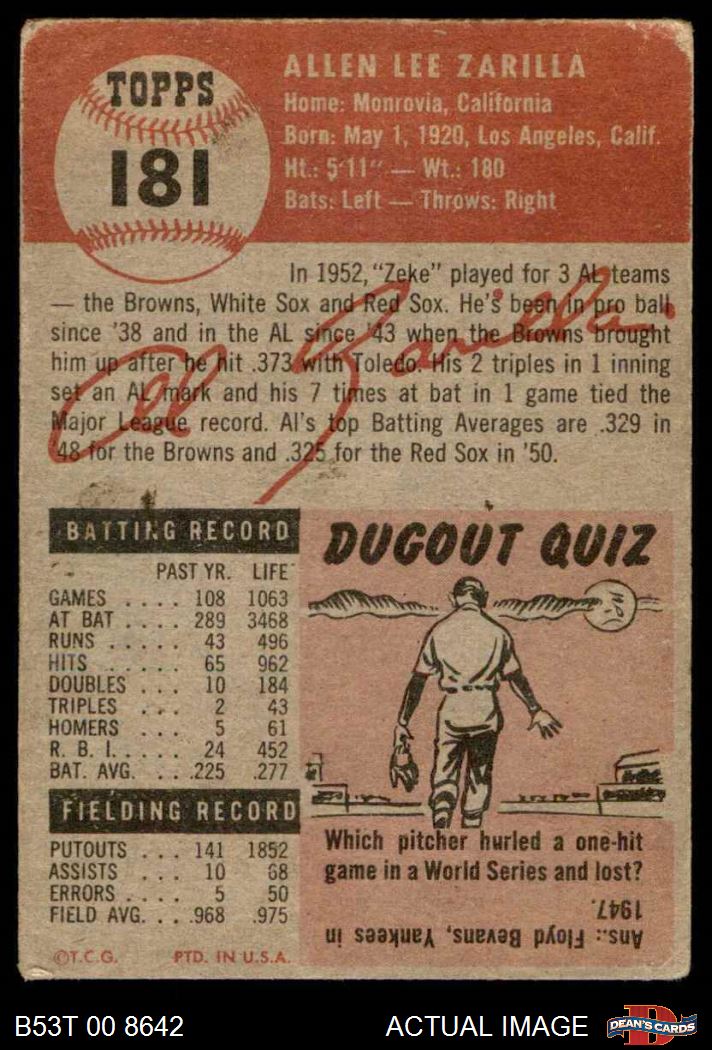 TOPPS
181
ALLEN LEE ZARILLA
Home: Monrovia, California
Born: May 1, 1920, Los Angeles, Calif.
Ht.: 5'11" — Wt.: 180
Bats: Left — Throws: Right
In 1952, "Zeke" played for 3 AL teams
— the Browns, White Sox and Red Sox. He's been in pro ball
since '38 and in the AL since '43 when the Browns brought
him up after he hit .373 with Toledo. His 2 triples in 1 inning
set an AL mark and his 7 times at bat in 1 game tied the
Major League record. Al's top Batting Averages are .329 in
'48 for the Browns and .325 for the Red Sox in '50.
Al Zarilla
BATTING RECORD
PAST YR. LIFE
GAMES .... 108 1063
AT BAT .... 289 3468
RUNS ..... 43 496
HITS ...... 65 962
DOUBLES ... 10 184
TRIPLES ... 2 43
HOMERS ... 5 61
R. B. I. .... 24 452
BAT. AVG. ... .225 .277
FIELDING RECORD
PUTOUTS ... 141 1852
ASSISTS ... 10 68
ERRORS .... 5 50
FIELD AVG. .. .968 .975
©T.C.G. PTD. IN U.S.A.
DUGOUT QUIZ
Which pitcher hurled a one-hit
game in a World Series and lost?
Ans.: Floyd Bevans, Yankees in
1947.
B53T 00 8642
ACTUAL IMAGE
DEAN'S CARDS